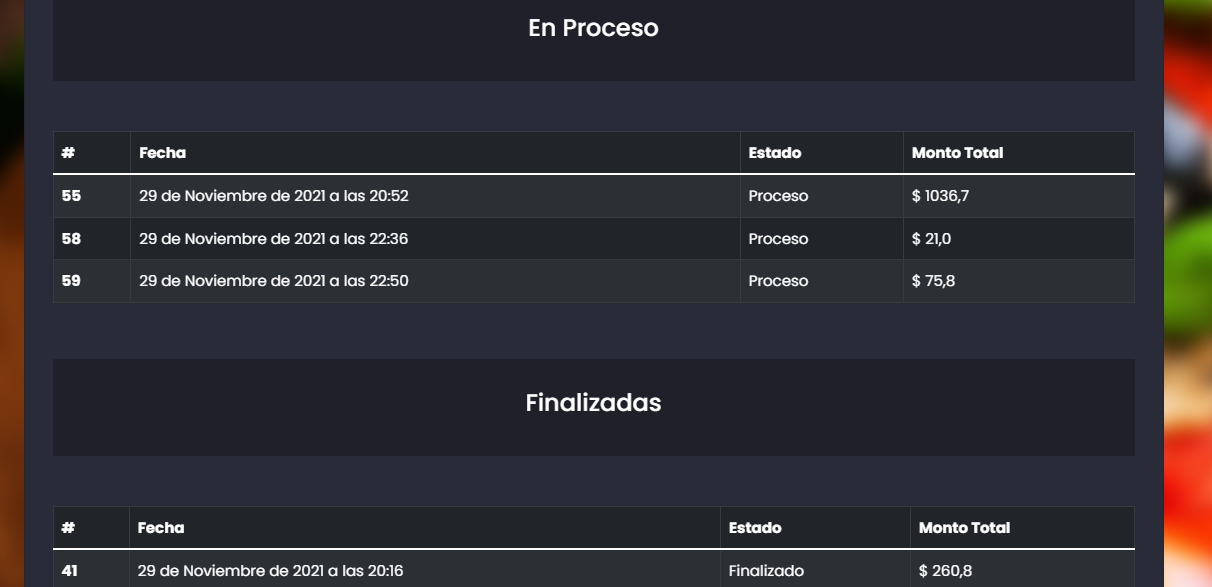 En Proceso
# Fecha Estado Monto Total
55 29 de Noviembre de 2021 a las 20:52 Proceso $ 1036,7
58 29 de Noviembre de 2021 a las 22:36 Proceso $ 21,0
59 29 de Noviembre de 2021 a las 22:50 Proceso $ 75,8
Finalizadas
# Fecha Estado Monto Total
41 29 de Noviembre de 2021 a las 20:16 Finalizado $ 260,8